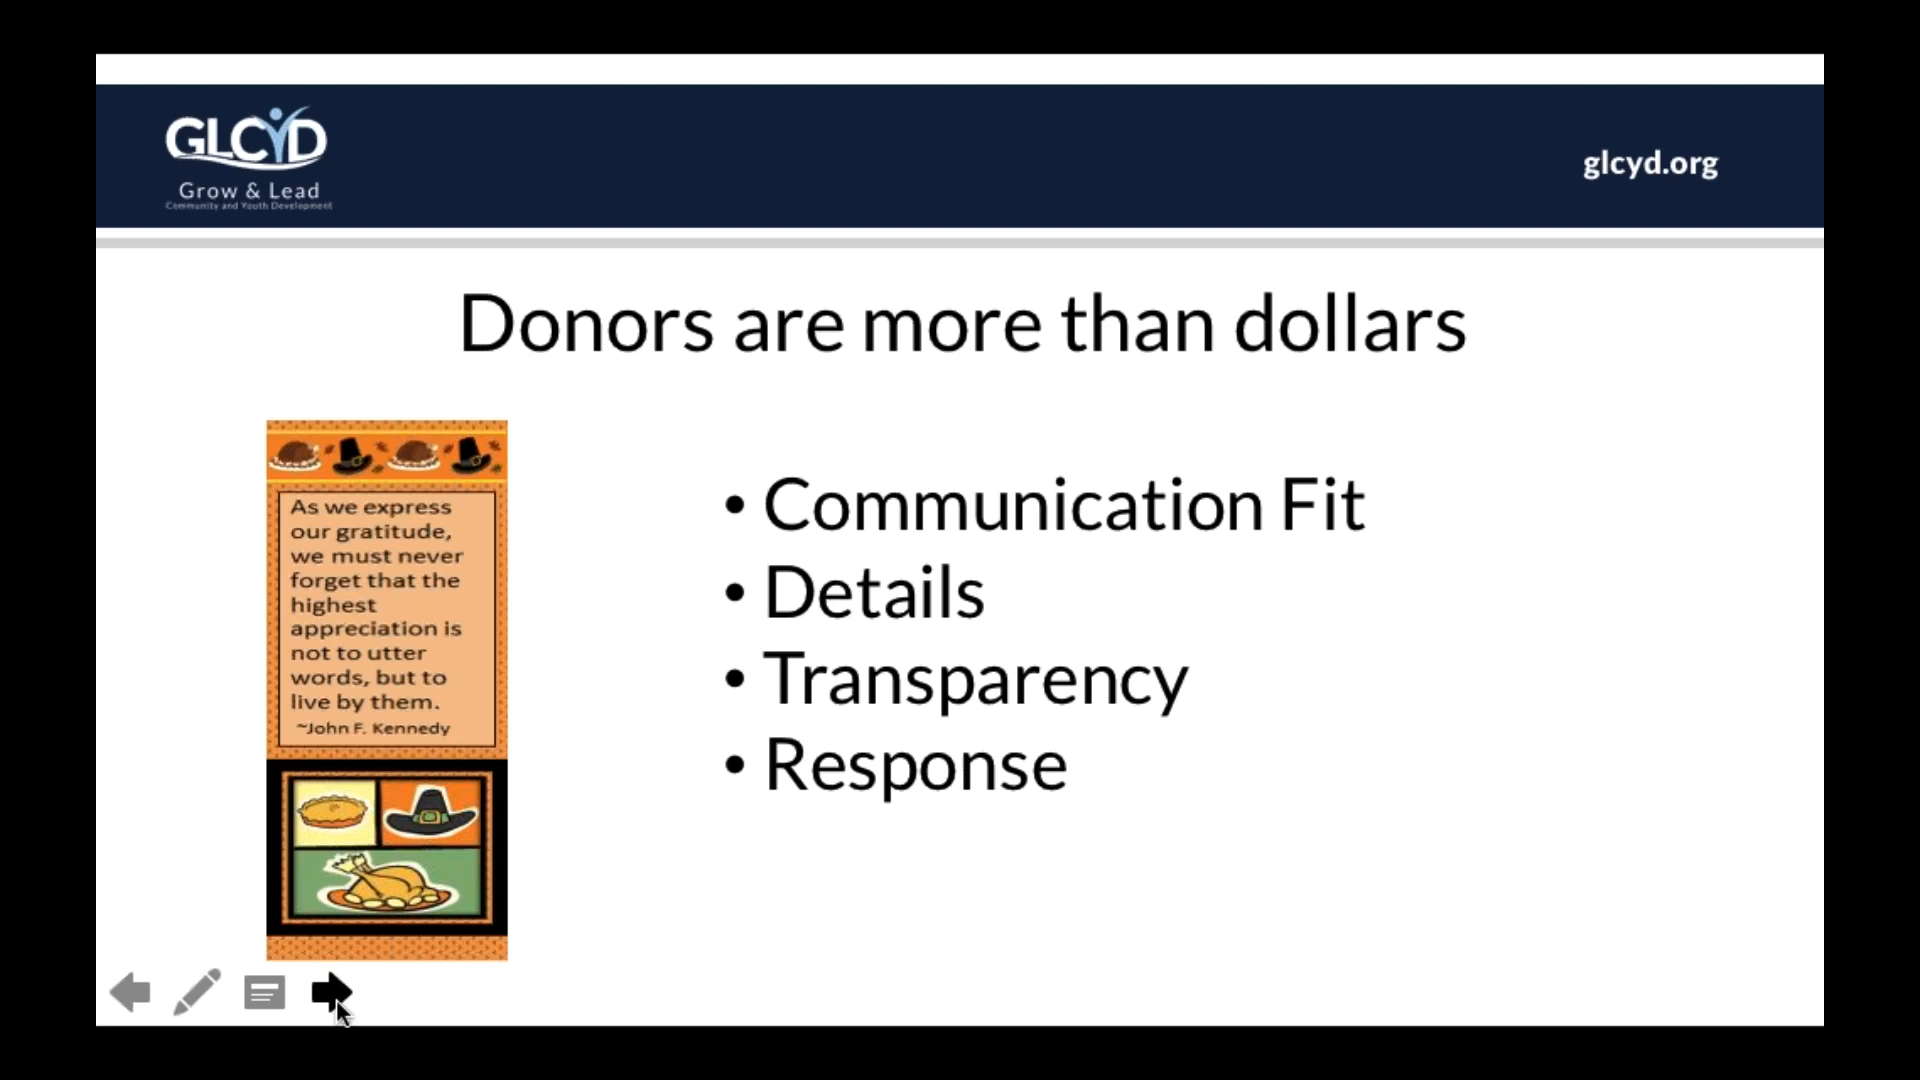 GLCYD
Grow & Lead
Community and Youth Development
glcyd.org
Donors are more than dollars
As we express
our gratitude,
we must never
forget that the
highest
appreciation is
not to utter
words, but to
live by them.
~John F. Kennedy
• Communication Fit
• Details
• Transparency
• Response